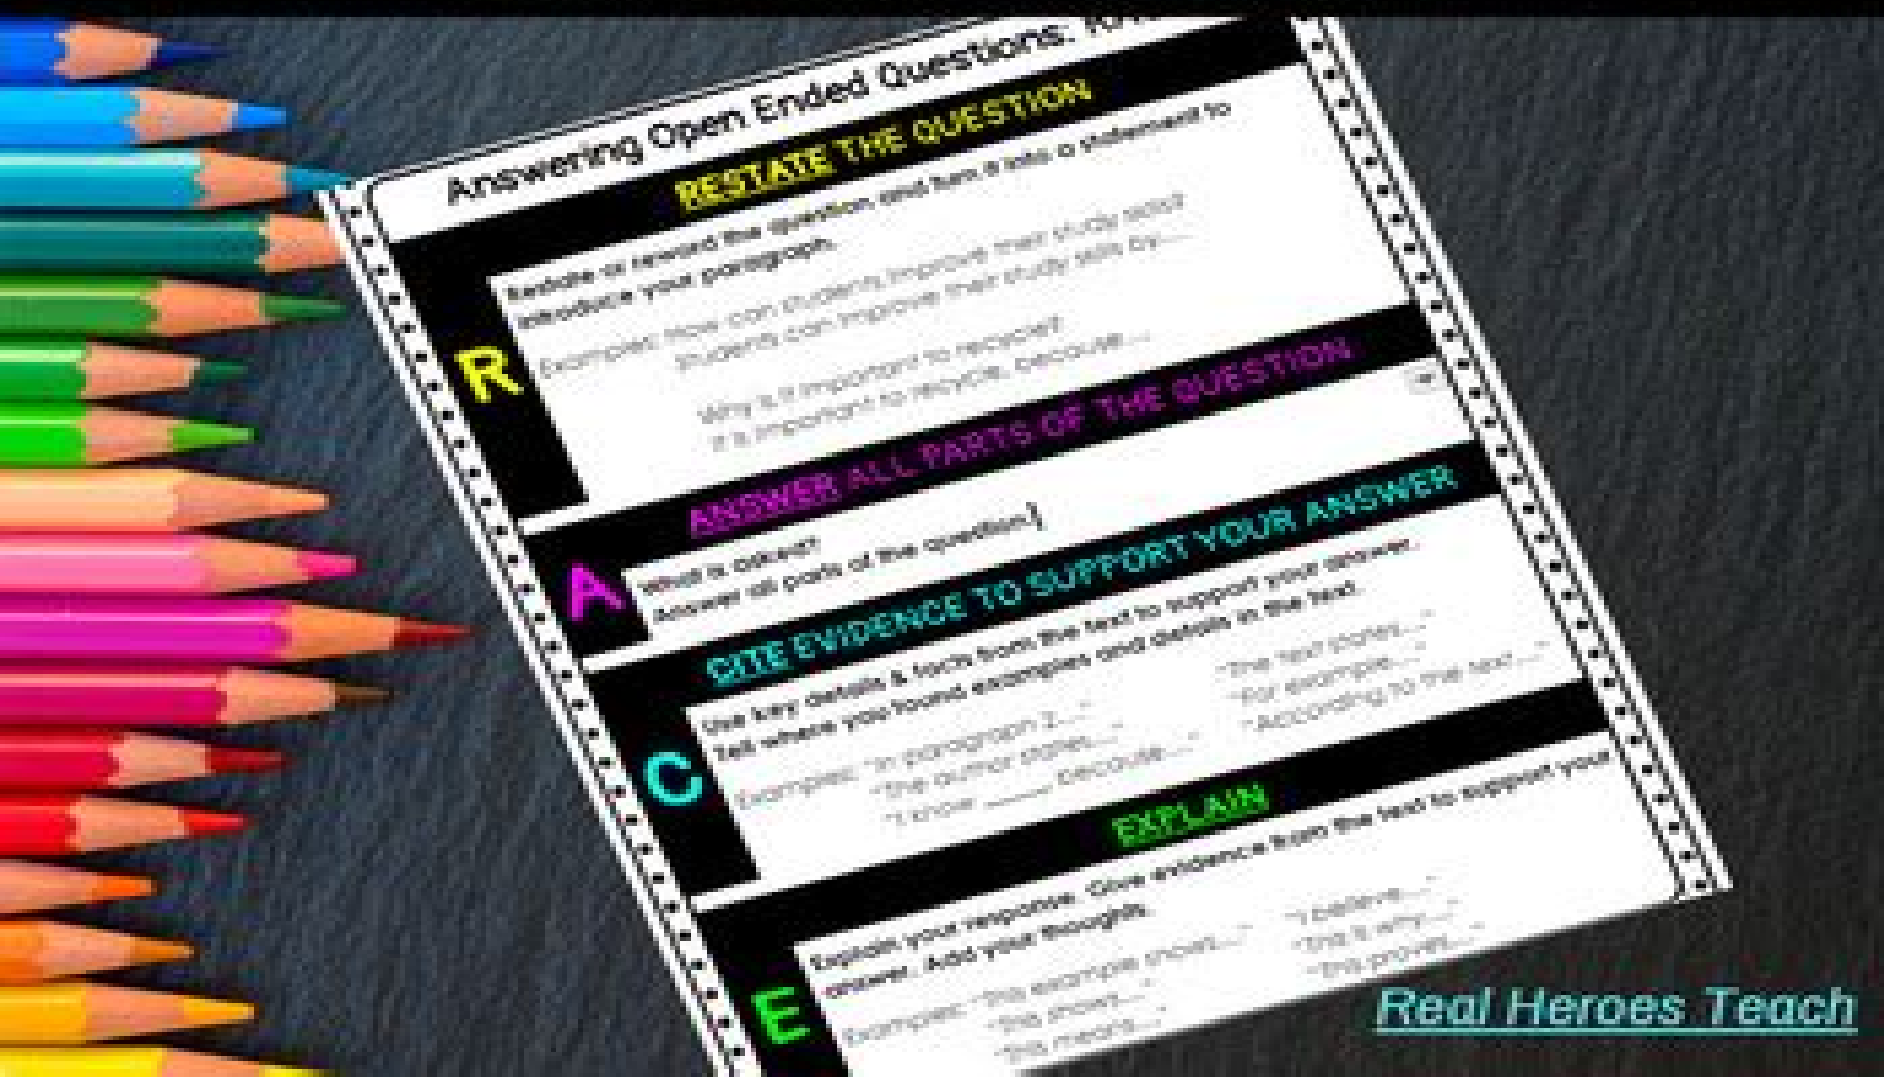 Answering Open Ended Questions:
RESTATE THE QUESTION
Restate or reword the question and turn it into a statement to
introduce your paragraph.
Examples: How can students improve their study skills?
Students can improve their study skills by....
Why is it important to recycle?
It is important to recycle, because....
R
ANSWER ALL PARTS OF THE QUESTION
What is asked?
Answer all parts of the question.
A
CITE EVIDENCE TO SUPPORT YOUR ANSWER
Use key details & facts from the text to support your answer.
Tell where you found examples and details in the text.
Examples: "In paragraph 2...." "The text states...."
"The author states...." "For example...."
"I know _____ because...." "According to the text...."
C
EXPLAIN
Explain your response. Give evidence from the text to support your
answer. Add your thoughts.
Examples: "This example shows...." "I believe...."
"This shows...." "This is why...."
"This means...." "This proves...."
E
Real Heroes Teach